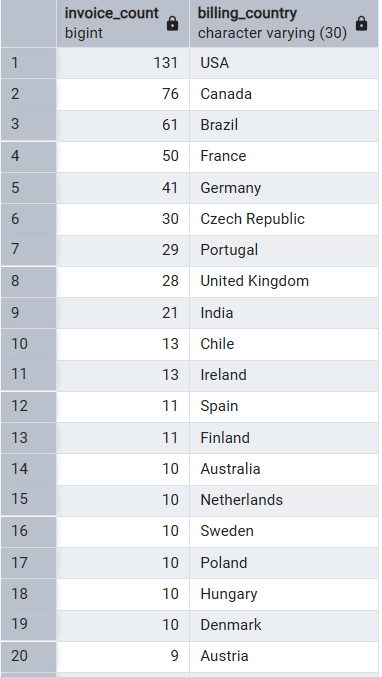 invoice_count billing_country
bigint character varying (30)
1 131 USA
2 76 Canada
3 61 Brazil
4 50 France
5 41 Germany
6 30 Czech Republic
7 29 Portugal
8 28 United Kingdom
9 21 India
10 13 Chile
11 13 Ireland
12 11 Spain
13 11 Finland
14 10 Australia
15 10 Netherlands
16 10 Sweden
17 10 Poland
18 10 Hungary
19 10 Denmark
20 9 Austria